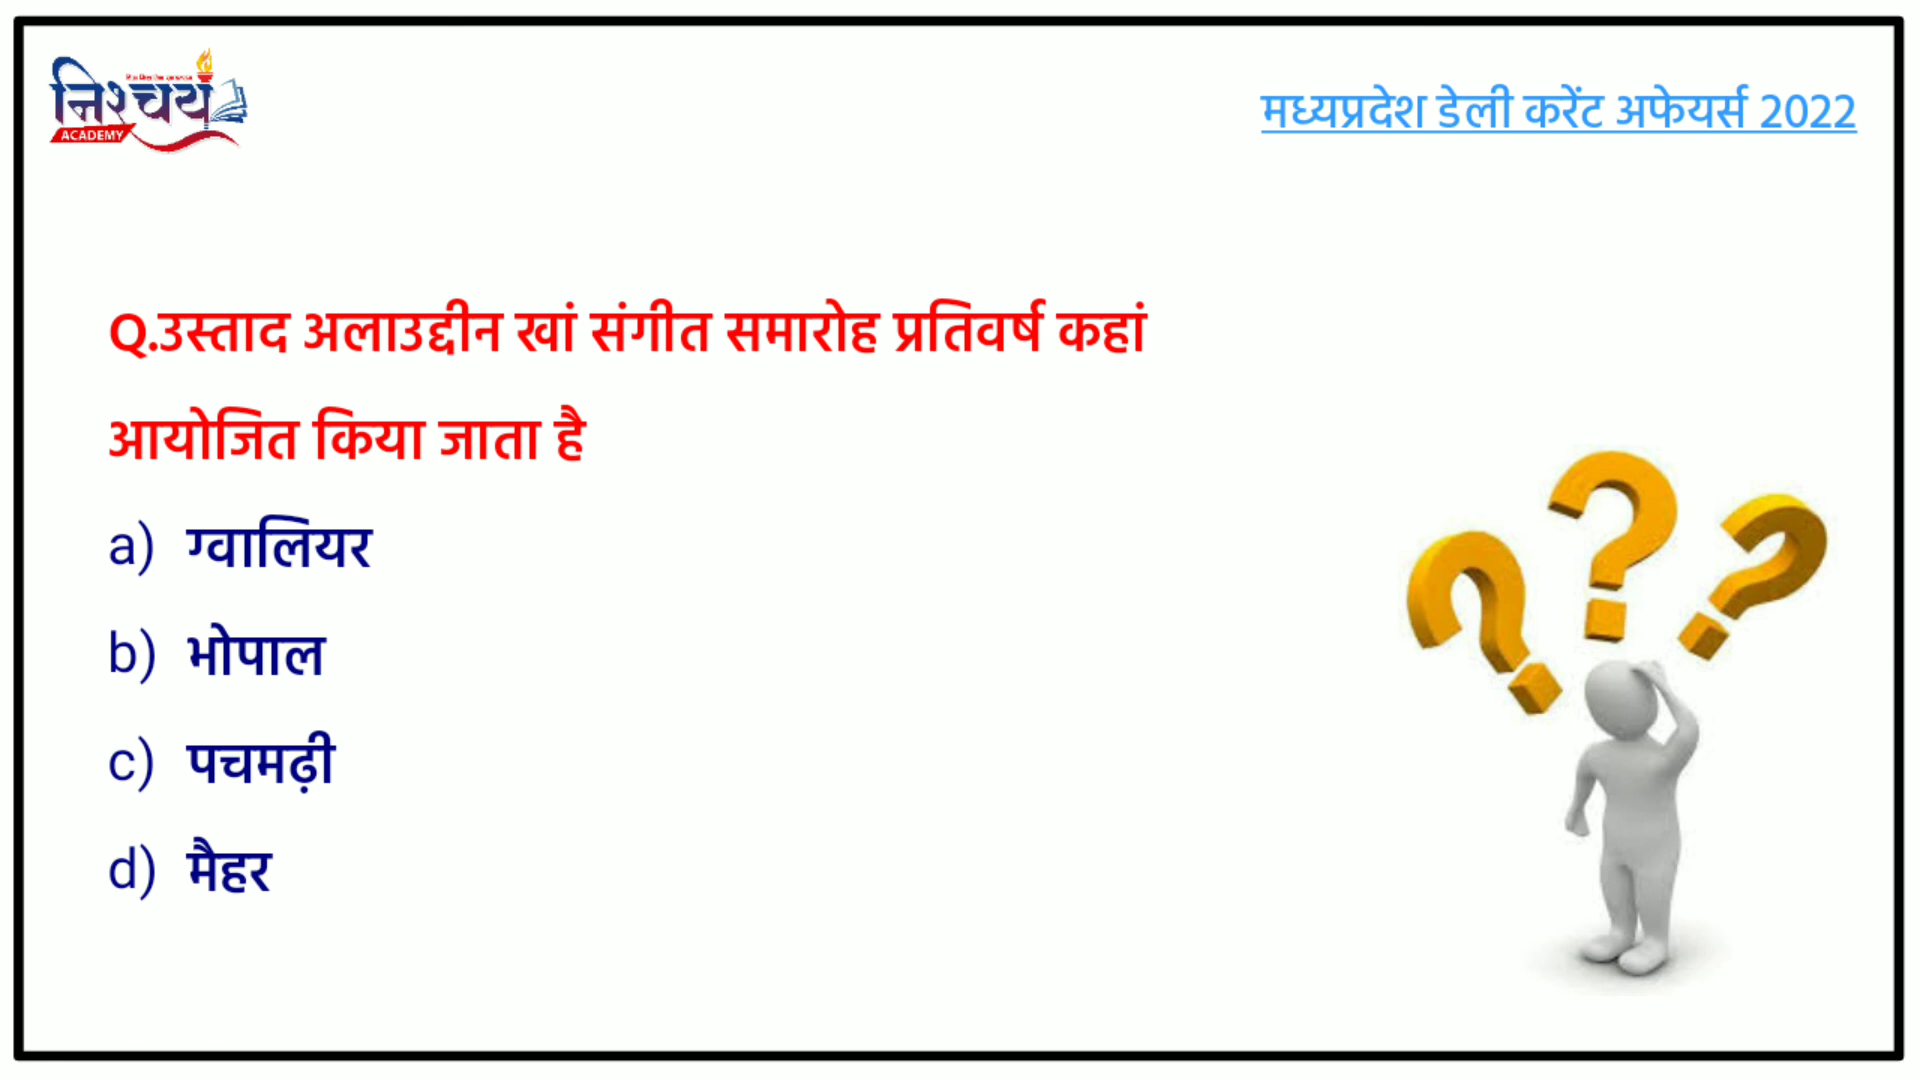 निश्चय
ACADEMY
मध्यप्रदेश डेली करेंट अफेयर्स 2022
Q.उस्ताद अलाउद्दीन खां संगीत समारोह प्रतिवर्ष कहां
आयोजित किया जाता है
a) ग्वालियर
b) भोपाल
c) पचमढ़ी
d) मैहर